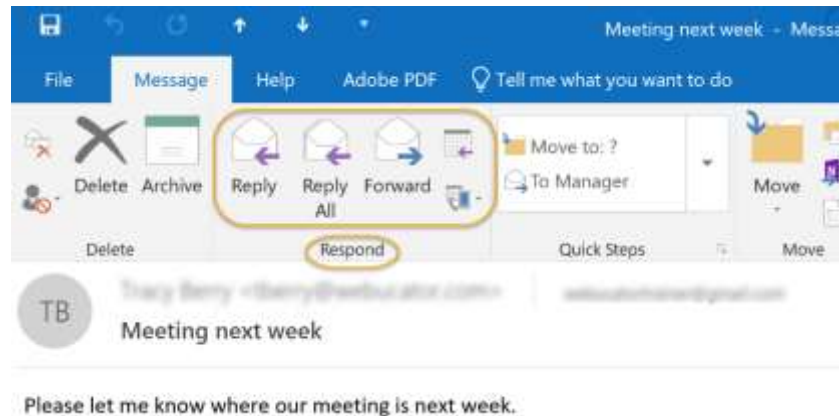 Meeting next week - Messa
File Message Help Adobe PDF Tell me what you want to do
Delete Archive Reply Reply All Forward Move to: ? To Manager Move
Delete Respond Quick Steps Move
TB
Meeting next week
Please let me know where our meeting is next week.